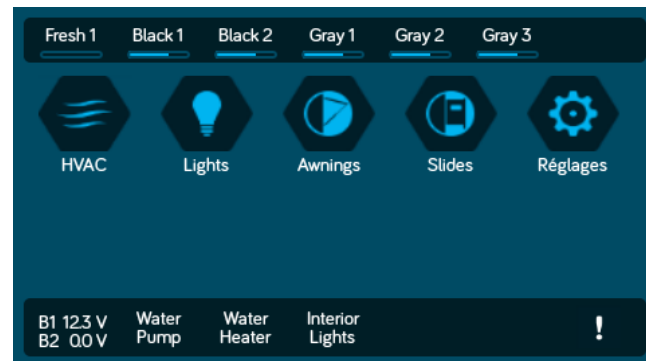 Fresh 1 Black 1 Black 2 Gray 1 Gray 2 Gray 3
HVAC Lights Awnings Slides Réglages
B1 12.3 V Water Water Interior
B2 0.0 V Pump Heater Lights !